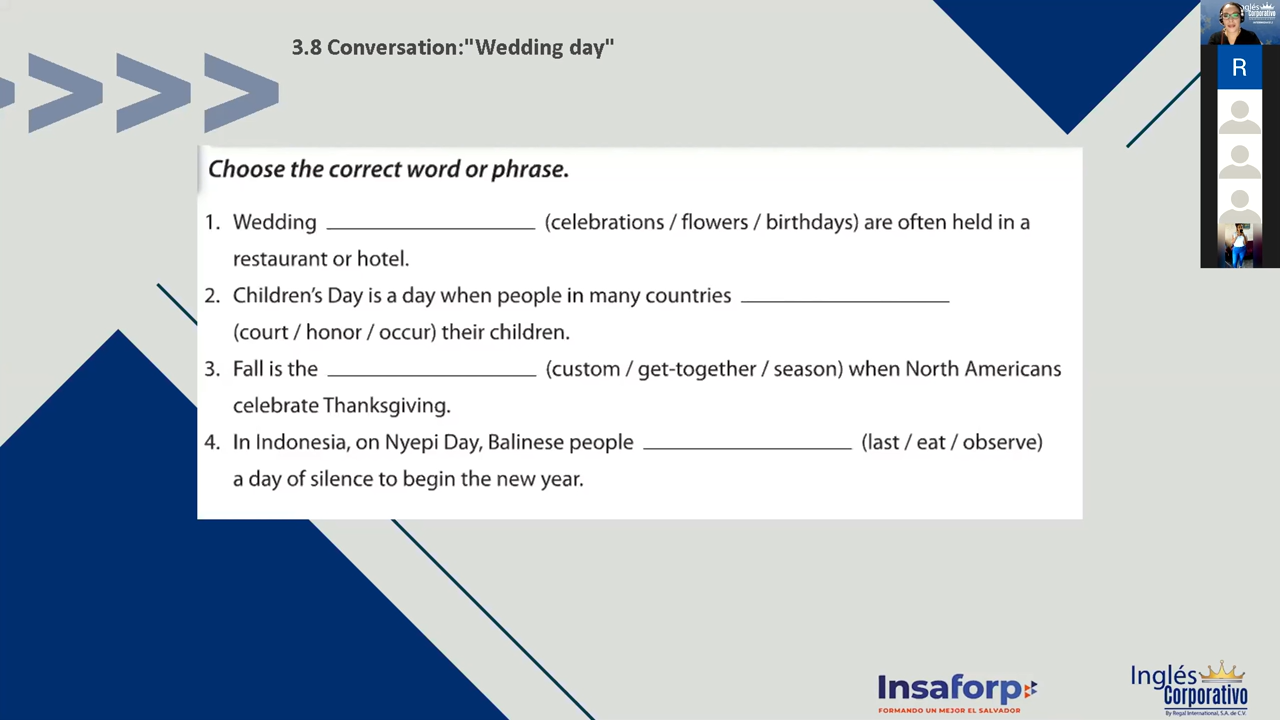 3.8 Conversation:"Wedding day"
Choose the correct word or phrase.
1. Wedding ____________________ (celebrations / flowers / birthdays) are often held in a
restaurant or hotel.
2. Children's Day is a day when people in many countries ____________________
(court / honor / occur) their children.
3. Fall is the ____________________ (custom / get-together / season) when North Americans
celebrate Thanksgiving.
4. In Indonesia, on Nyepi Day, Balinese people ____________________ (last / eat / observe)
a day of silence to begin the new year.
R
Insaforp
FORMANDO UN MEJOR EL SALVADOR
Inglés
Corporativo
By Regal International, S.A. de C.V.